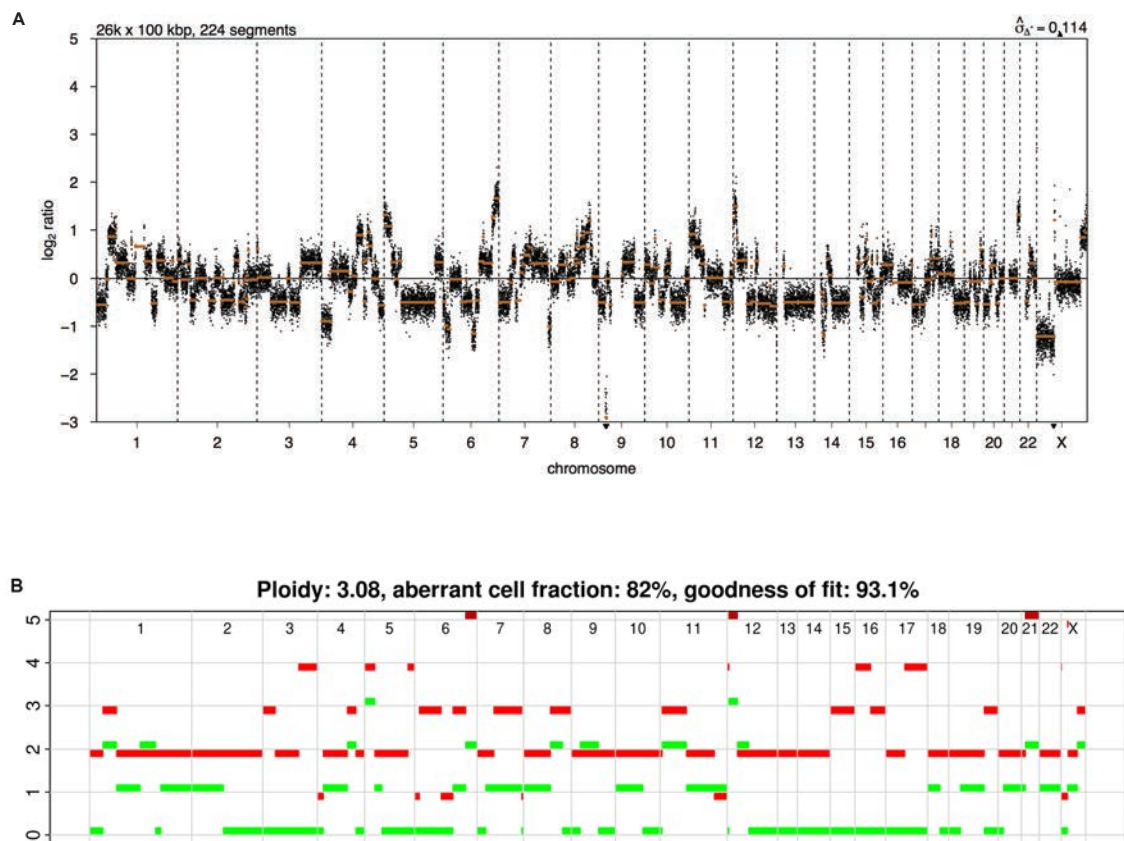 A
26k x 100 kbp, 224 segments
σ̂Δ* = 0.114
5
4
3
2
1
0
−1
−2
−3
log2 ratio
1 2 3 4 5 6 7 8 9 10 11 12 13 14 15 16 18 20 22 X
chromosome
B
Ploidy: 3.08, aberrant cell fraction: 82%, goodness of fit: 93.1%
5
4
3
2
1
0
1 2 3 4 5 6 7 8 9 10 11 12 13 14 15 16 17 18 19 20 21 22 X